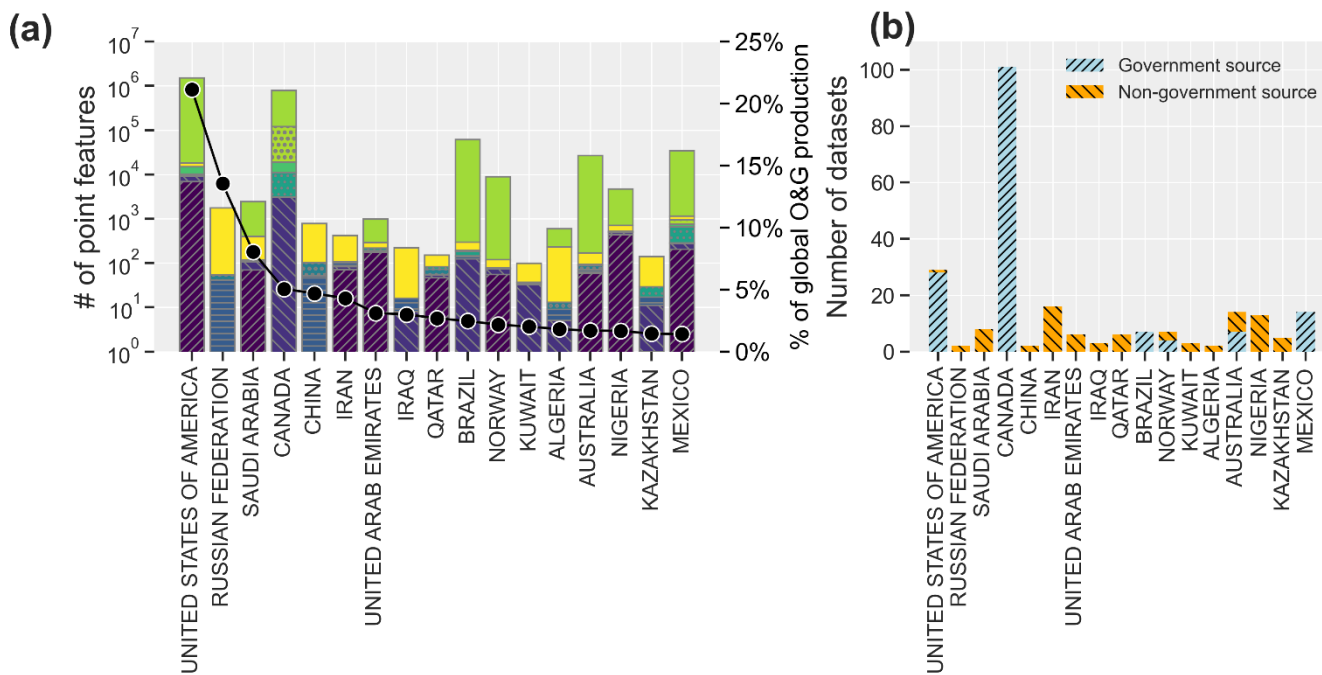 (a)
# of point features
10^7
10^6
10^5
10^4
10^3
10^2
10^1
10^0
25%
20%
15%
10%
5%
0%
% of global O&G production
UNITED STATES OF AMERICA
RUSSIAN FEDERATION
SAUDI ARABIA
CANADA
CHINA
IRAN
UNITED ARAB EMIRATES
IRAQ
QATAR
BRAZIL
NORWAY
KUWAIT
ALGERIA
AUSTRALIA
NIGERIA
KAZAKHSTAN
MEXICO
(b)
Number of datasets
100
80
60
40
20
0
Government source
Non-government source
UNITED STATES OF AMERICA
RUSSIAN FEDERATION
SAUDI ARABIA
CANADA
CHINA
IRAN
UNITED ARAB EMIRATES
IRAQ
QATAR
BRAZIL
NORWAY
KUWAIT
ALGERIA
AUSTRALIA
NIGERIA
KAZAKHSTAN
MEXICO